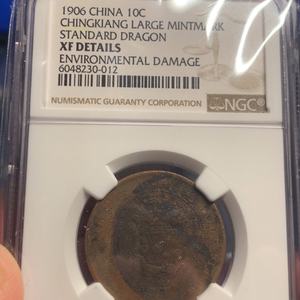 1906 CHINA 10C
CHINGKIANG LARGE MINTMARK
STANDARD DRAGON
XF DETAILS
ENVIRONMENTAL DAMAGE
6048230-012
NUMISMATIC GUARANTY CORPORATION
NGC